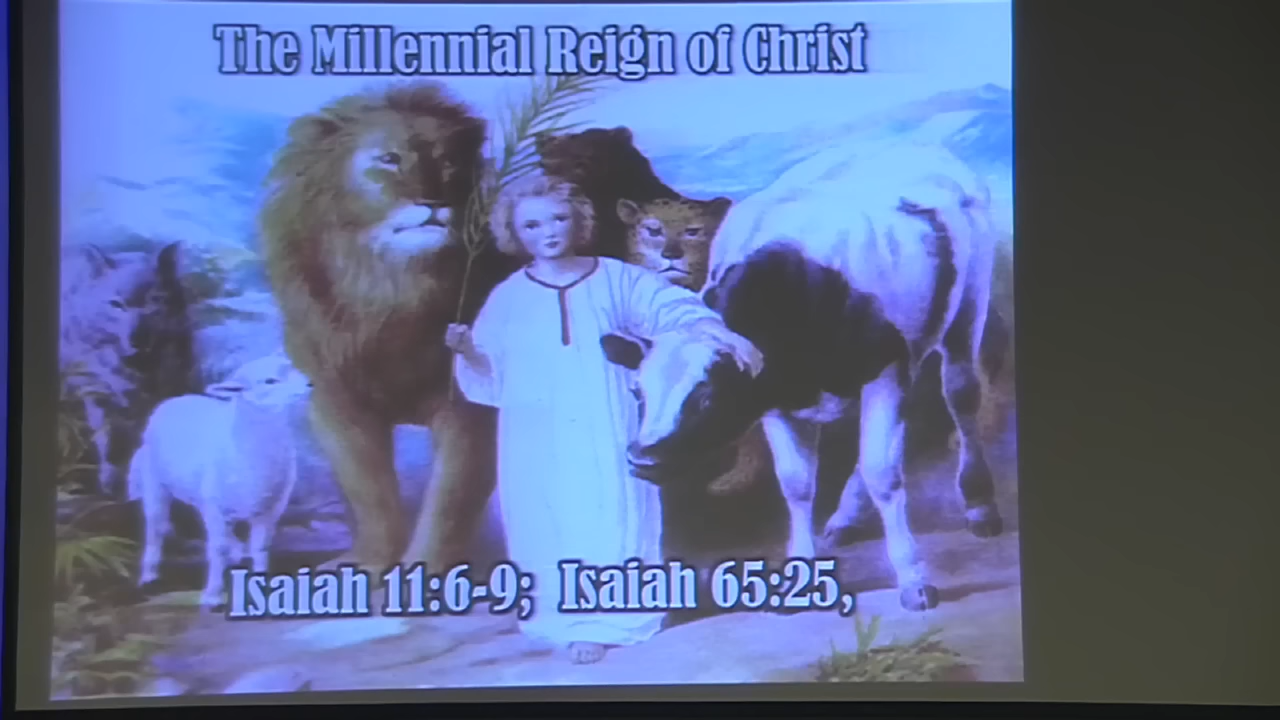 The Millennial Reign of Christ
Isaiah 11:6-9; Isaiah 65:25,